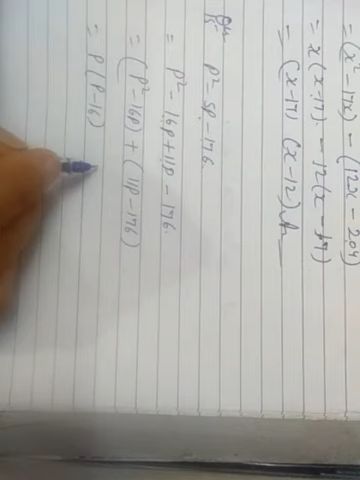 = (x² - 17x) - (12x - 204)
= x(x-17) - 12(x - 17)
= (x-17) (x-12)
p² - 5p - 176.
= p² - 16p + 11p - 176.
= (p² - 16p) + (11p - 176)
= p(p-16)